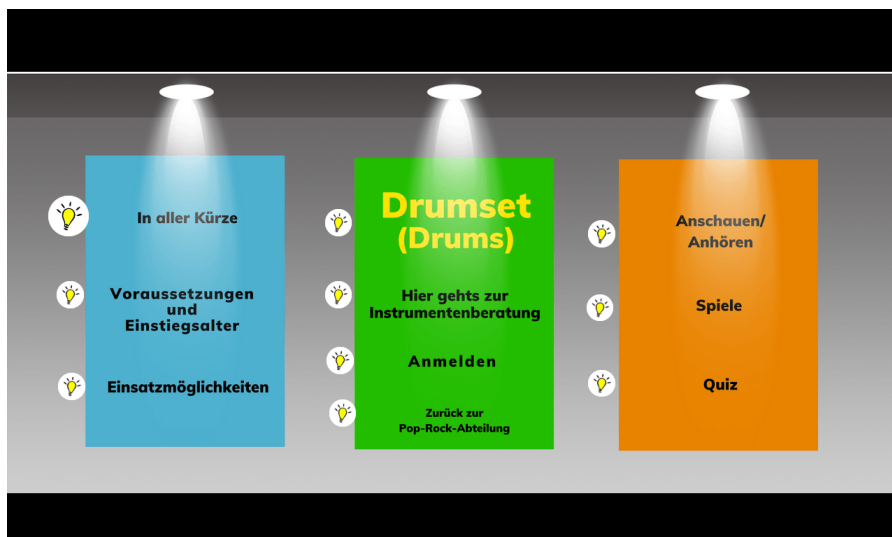 In aller Kürze
Voraussetzungen
und
Einstiegsalter
Einsatzmöglichkeiten
Drumset
(Drums)
Hier gehts zur
Instrumentenberatung
Anmelden
Zurück zur
Pop-Rock-Abteilung
Anschauen/
Anhören
Spiele
Quiz